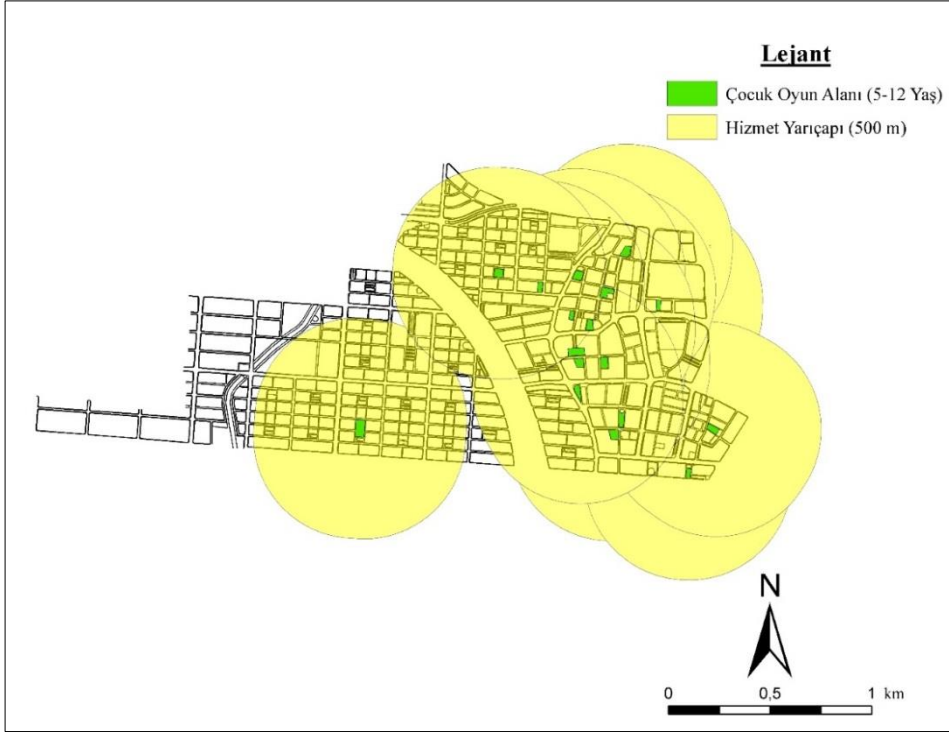 Lejant
Çocuk Oyun Alanı (5-12 Yaş)
Hizmet Yarıçapı (500 m)
N
0 0,5 1 km